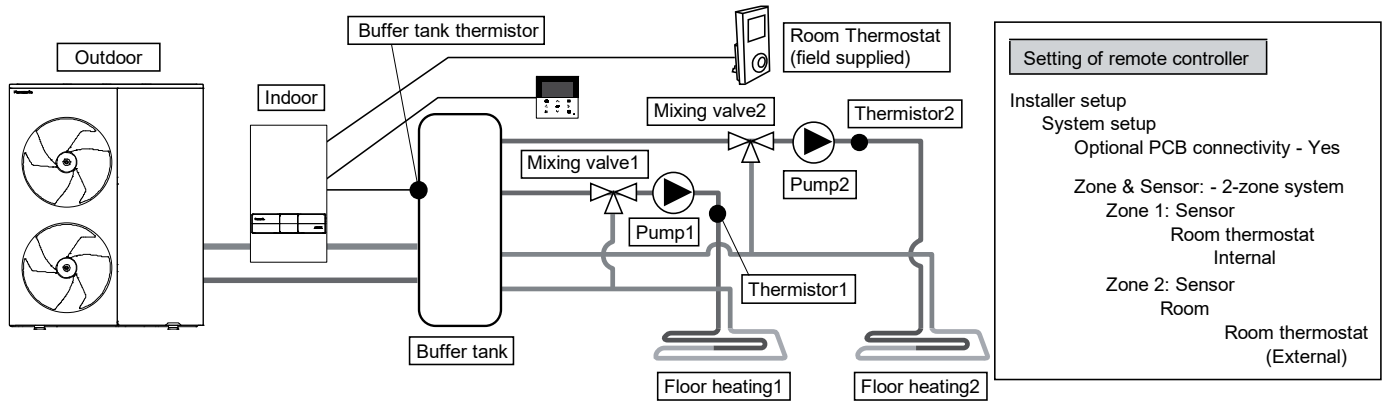 Outdoor
Indoor
Buffer tank thermistor
Room Thermostat
(field supplied)
Mixing valve1
Mixing valve2
Thermistor2
Pump2
Pump1
Thermistor1
Buffer tank
Floor heating1
Floor heating2
Setting of remote controller
Installer setup
System setup
Optional PCB connectivity - Yes
Zone & Sensor: - 2-zone system
Zone 1: Sensor
Room thermostat
Internal
Zone 2: Sensor
Room
Room thermostat
(External)